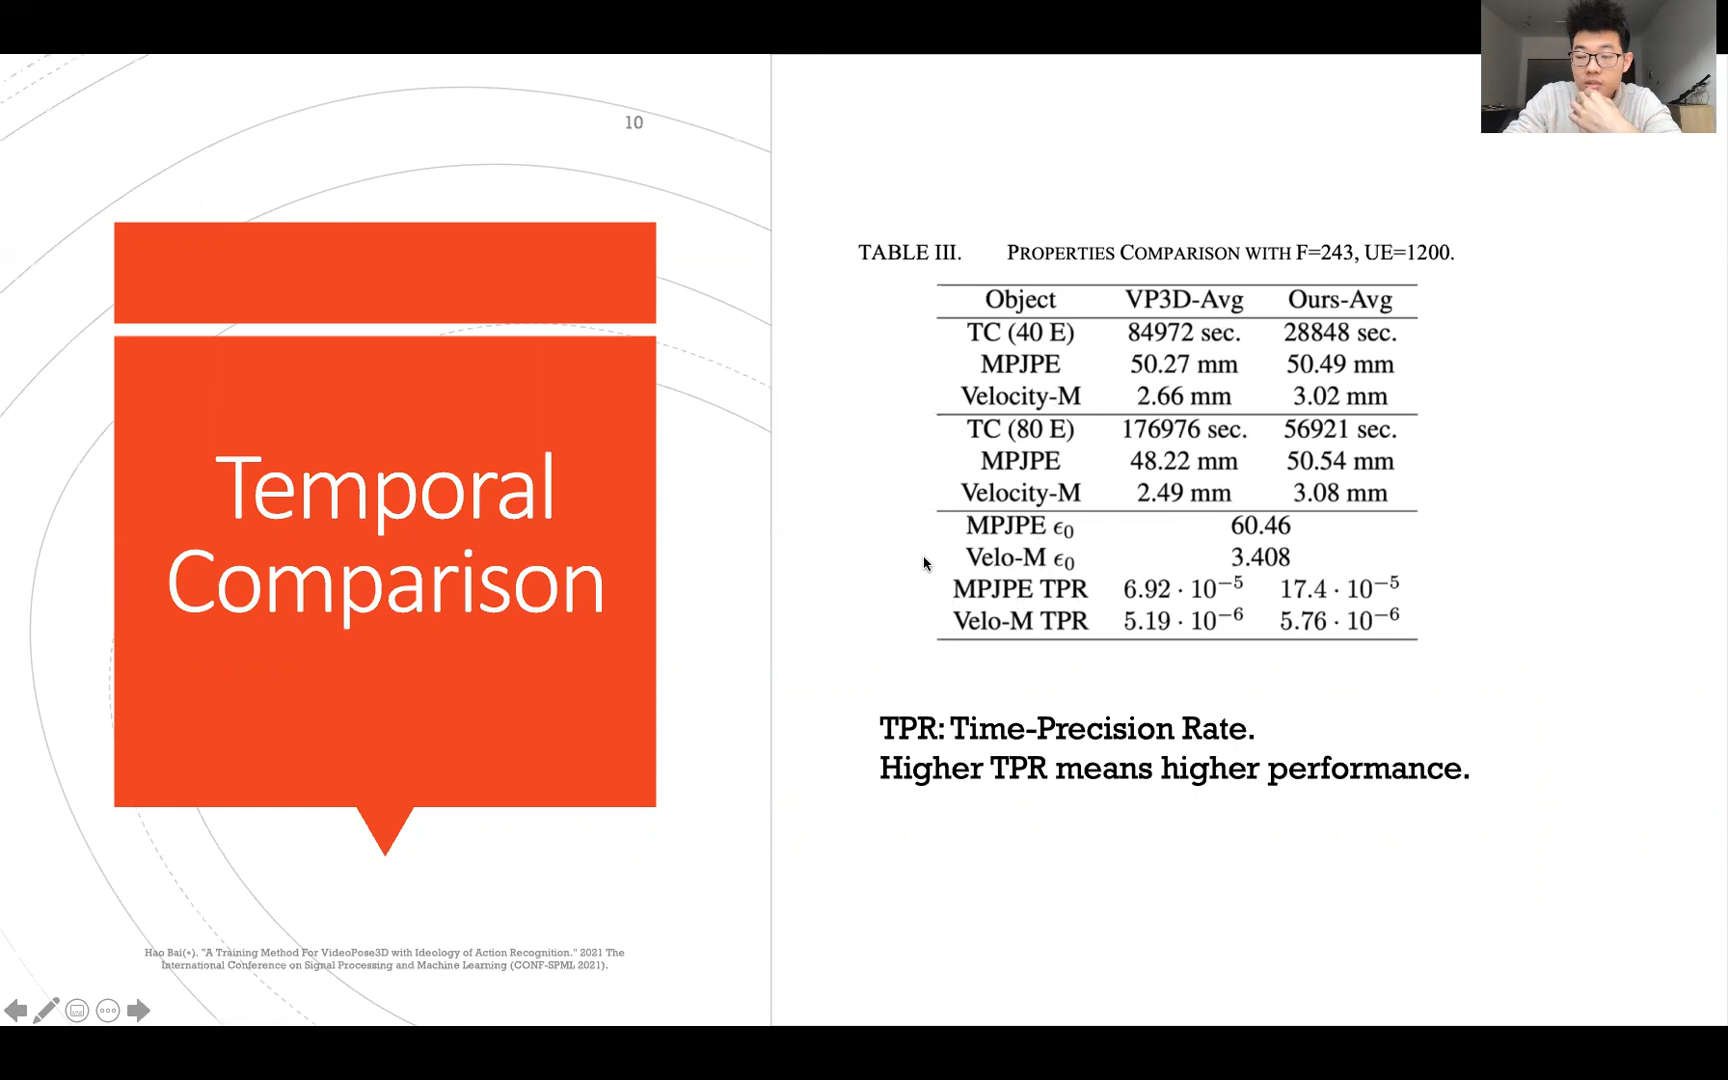 10
Temporal
Comparison
Hao Bai(*). "A Training Method For VideoPose3D with Ideology of Action Recognition." 2021 The
International Conference on Signal Processing and Machine Learning (CONF-SPML 2021).
TABLE III. PROPERTIES COMPARISON WITH F=243, UE=1200.
Object VP3D-Avg Ours-Avg
TC (40 E) 84972 sec. 28848 sec.
MPJPE 50.27 mm 50.49 mm
Velocity-M 2.66 mm 3.02 mm
TC (80 E) 176976 sec. 56921 sec.
MPJPE 48.22 mm 50.54 mm
Velocity-M 2.49 mm 3.08 mm
MPJPE ϵ₀ 60.46
Velo-M ϵ₀ 3.408
MPJPE TPR 6.92 · 10⁻⁵ 17.4 · 10⁻⁵
Velo-M TPR 5.19 · 10⁻⁶ 5.76 · 10⁻⁶
TPR: Time-Precision Rate.
Higher TPR means higher performance.